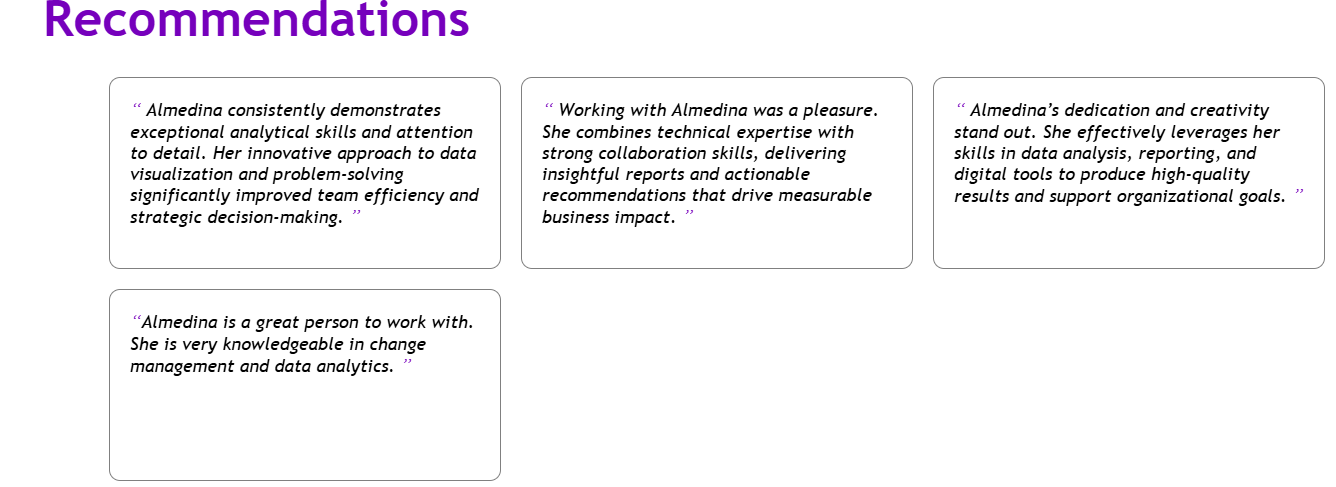 Recommendations
“ Almedina consistently demonstrates
exceptional analytical skills and attention
to detail. Her innovative approach to data
visualization and problem-solving
significantly improved team efficiency and
strategic decision-making. ”
“ Working with Almedina was a pleasure.
She combines technical expertise with
strong collaboration skills, delivering
insightful reports and actionable
recommendations that drive measurable
business impact. ”
“ Almedina’s dedication and creativity
stand out. She effectively leverages her
skills in data analysis, reporting, and
digital tools to produce high-quality
results and support organizational goals. ”
“Almedina is a great person to work with.
She is very knowledgeable in change
management and data analytics. ”